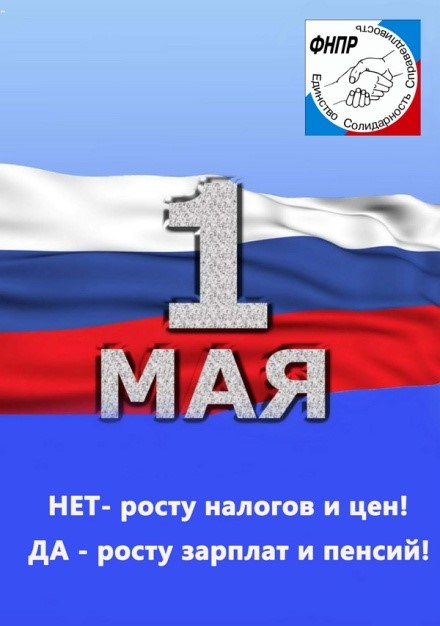 ФНПР
Единство Солидарность Справедливость
1
МАЯ
НЕТ- росту налогов и цен!
ДА - росту зарплат и пенсий!